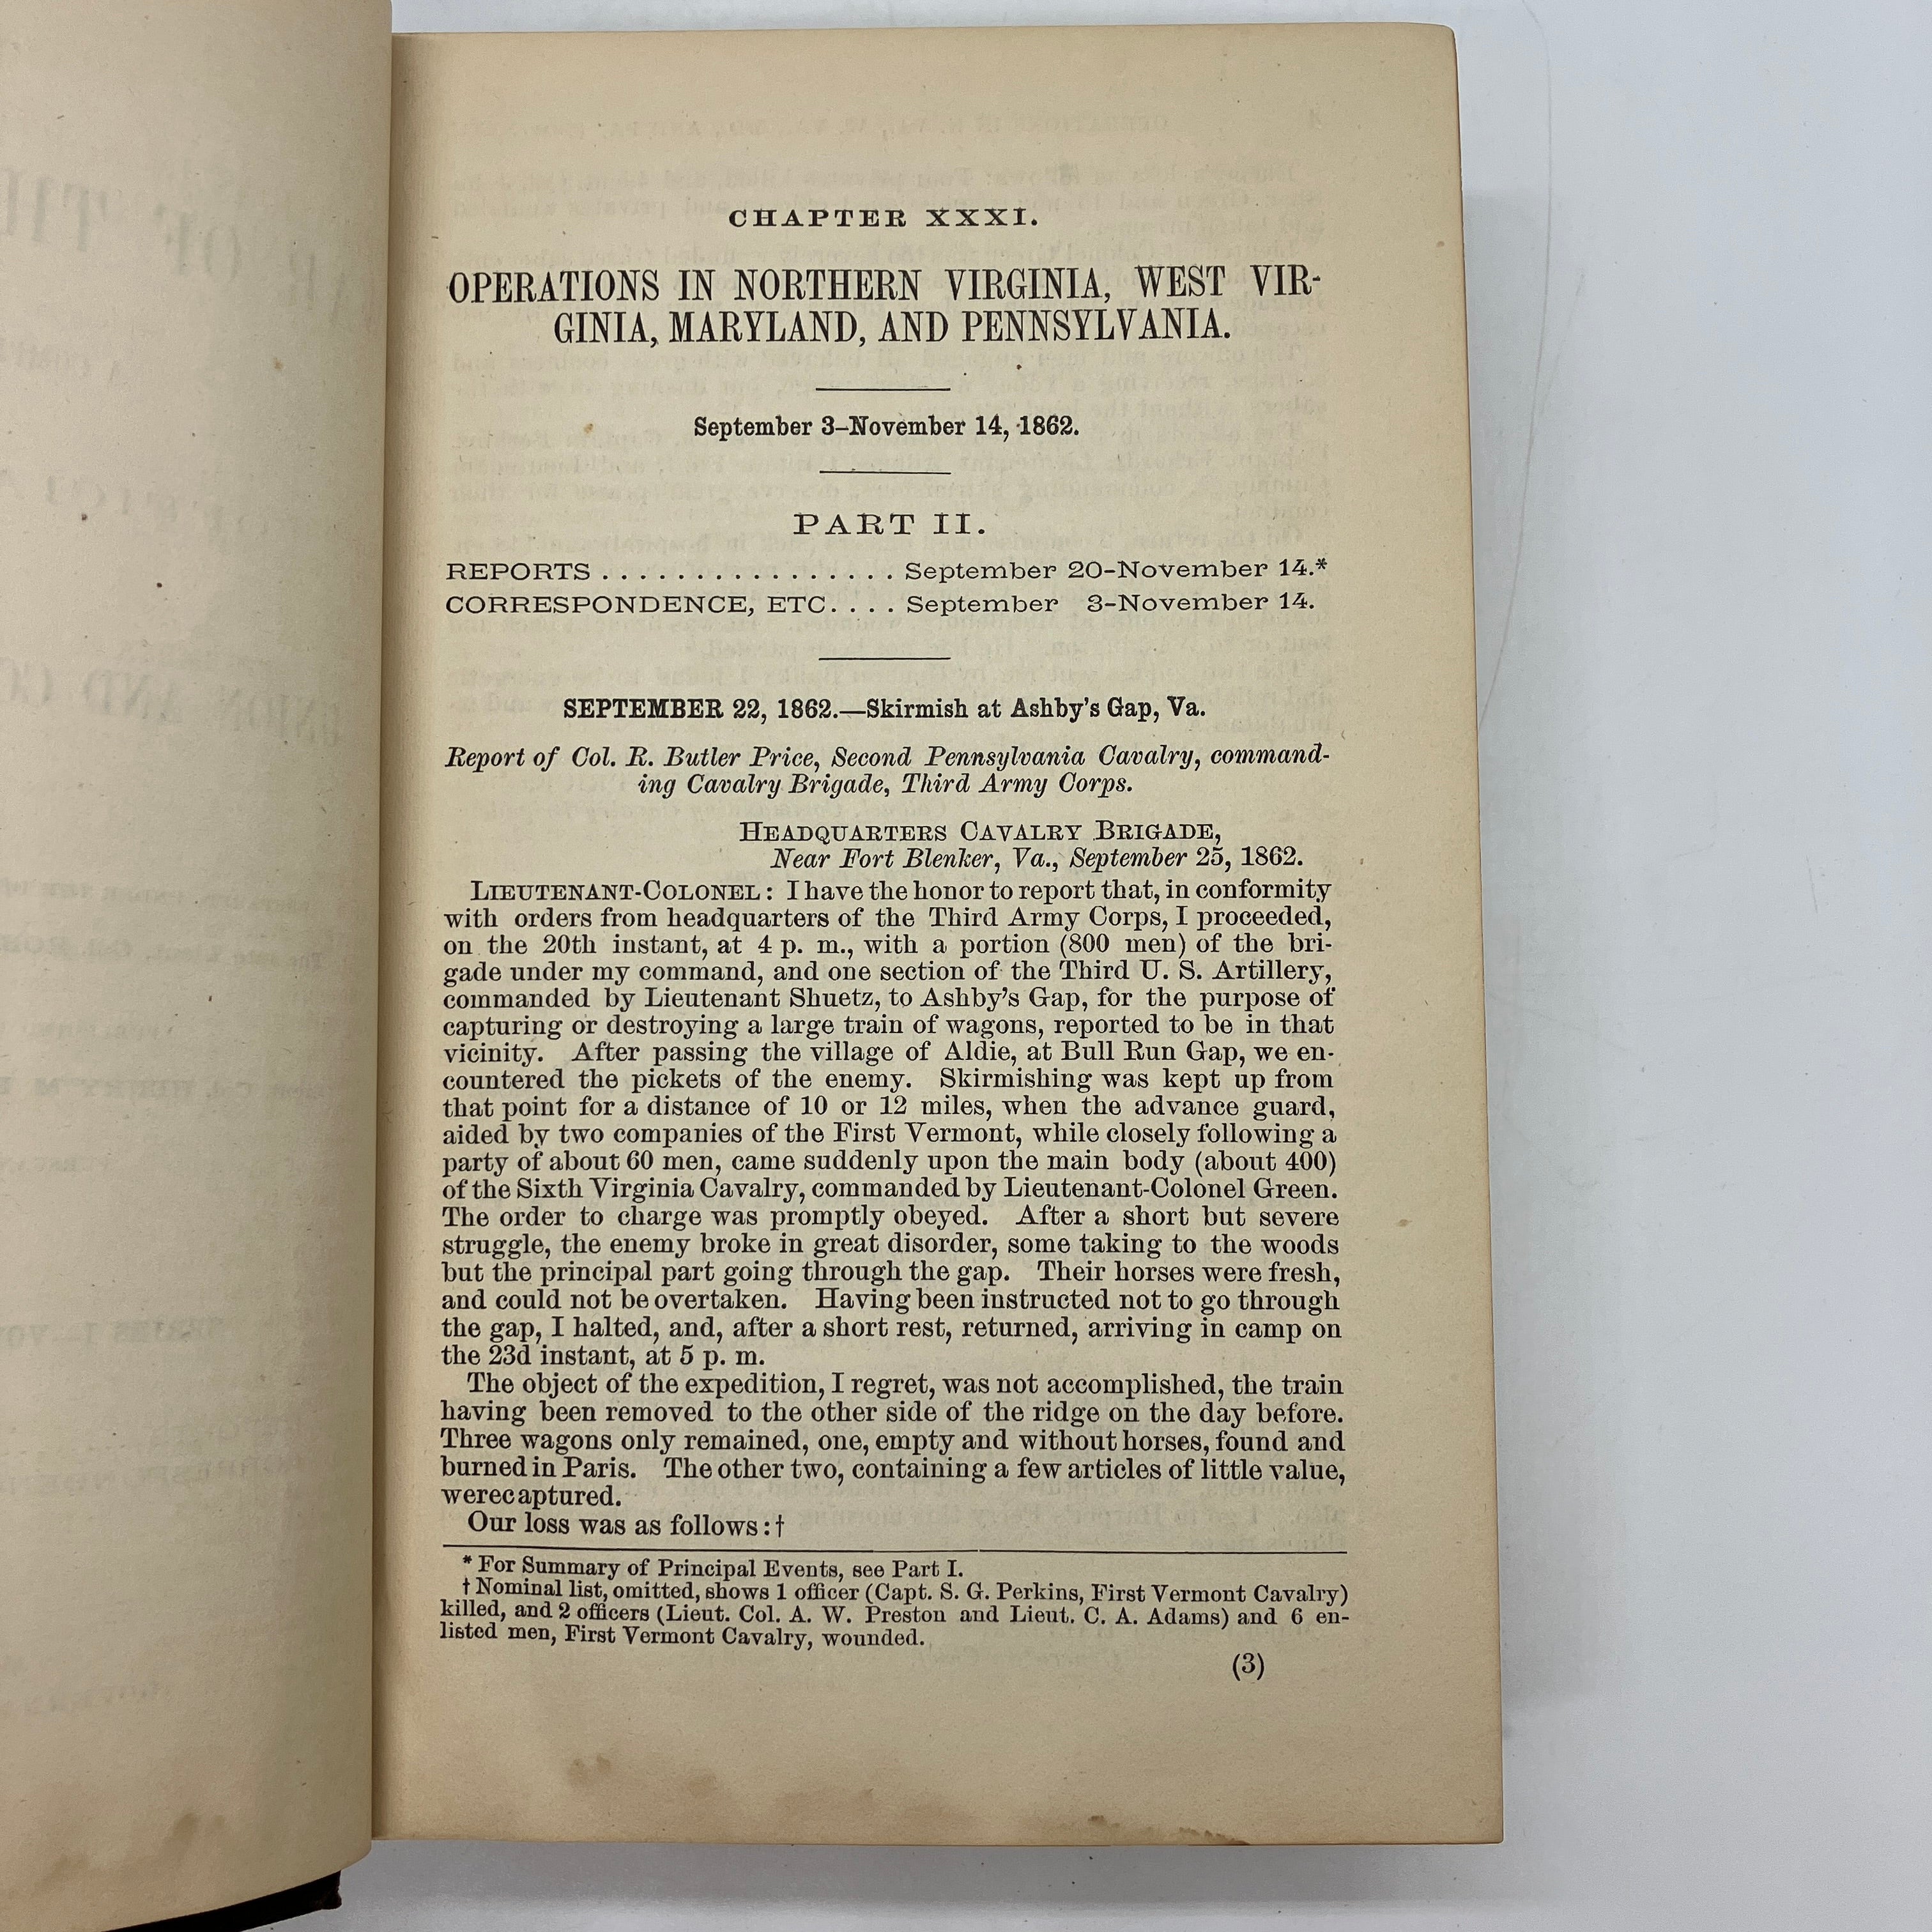 CHAPTER XXXI.
OPERATIONS IN NORTHERN VIRGINIA, WEST VIR-
GINIA, MARYLAND, AND PENNSYLVANIA.
September 3–November 14, 1862.
PART II.
REPORTS . . . . . . . . . . . . . . . . September 20–November 14.*
CORRESPONDENCE, ETC. . . . September 3–November 14.
SEPTEMBER 22, 1862.—Skirmish at Ashby's Gap, Va.
Report of Col. R. Butler Price, Second Pennsylvania Cavalry, command-
ing Cavalry Brigade, Third Army Corps.
HEADQUARTERS CAVALRY BRIGADE,
Near Fort Blenker, Va., September 25, 1862.
LIEUTENANT-COLONEL: I have the honor to report that, in conformity
with orders from headquarters of the Third Army Corps, I proceeded,
on the 20th instant, at 4 p. m., with a portion (800 men) of the bri-
gade under my command, and one section of the Third U. S. Artillery,
commanded by Lieutenant Shuetz, to Ashby's Gap, for the purpose of
capturing or destroying a large train of wagons, reported to be in that
vicinity. After passing the village of Aldie, at Bull Run Gap, we en-
countered the pickets of the enemy. Skirmishing was kept up from
that point for a distance of 10 or 12 miles, when the advance guard,
aided by two companies of the First Vermont, while closely following a
party of about 60 men, came suddenly upon the main body (about 400)
of the Sixth Virginia Cavalry, commanded by Lieutenant-Colonel Green.
The order to charge was promptly obeyed. After a short but severe
struggle, the enemy broke in great disorder, some taking to the woods
but the principal part going through the gap. Their horses were fresh,
and could not be overtaken. Having been instructed not to go through
the gap, I halted, and, after a short rest, returned, arriving in camp on
the 23d instant, at 5 p. m.
The object of the expedition, I regret, was not accomplished, the train
having been removed to the other side of the ridge on the day before.
Three wagons only remained, one, empty and without horses, found and
burned in Paris. The other two, containing a few articles of little value,
werecaptured.
Our loss was as follows:†
* For Summary of Principal Events, see Part I.
† Nominal list, omitted, shows 1 officer (Capt. S. G. Perkins, First Vermont Cavalry)
killed, and 2 officers (Lieut. Col. A. W. Preston and Lieut. C. A. Adams) and 6 en-
listed men, First Vermont Cavalry, wounded.
(3)